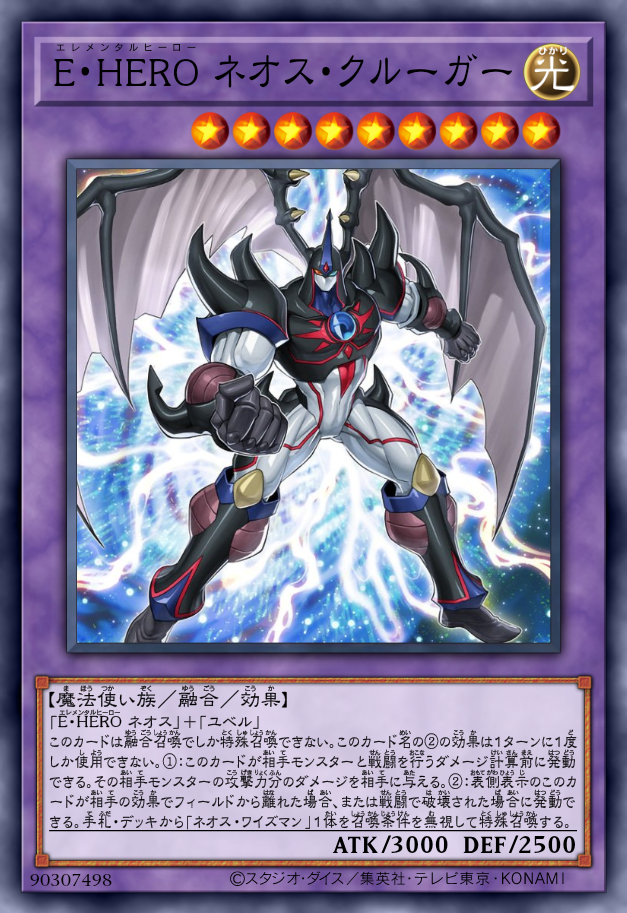 エレメンタルヒーロー
E・HERO ネオス・クルーガー
ひかり
光
【魔法使い族／融合／効果】
「E・HERO ネオス」＋「ユベル」
このカードは融合召喚でしか特殊召喚できない。このカード名の②の効果は1ターンに1度
しか使用できない。①：このカードが相手モンスターと戦闘を行うダメージ計算前に発動
できる。その相手モンスターの攻撃力分のダメージを相手に与える。②：表側表示のこのカ
ードが相手の効果でフィールドから離れた場合、または戦闘で破壊された場合に発動で
きる。手札・デッキから「ネオス・ワイズマン」1体を召喚条件を無視して特殊召喚する。
ATK/3000 DEF/2500
90307498 ©スタジオ・ダイス／集英社・テレビ東京・KONAMI